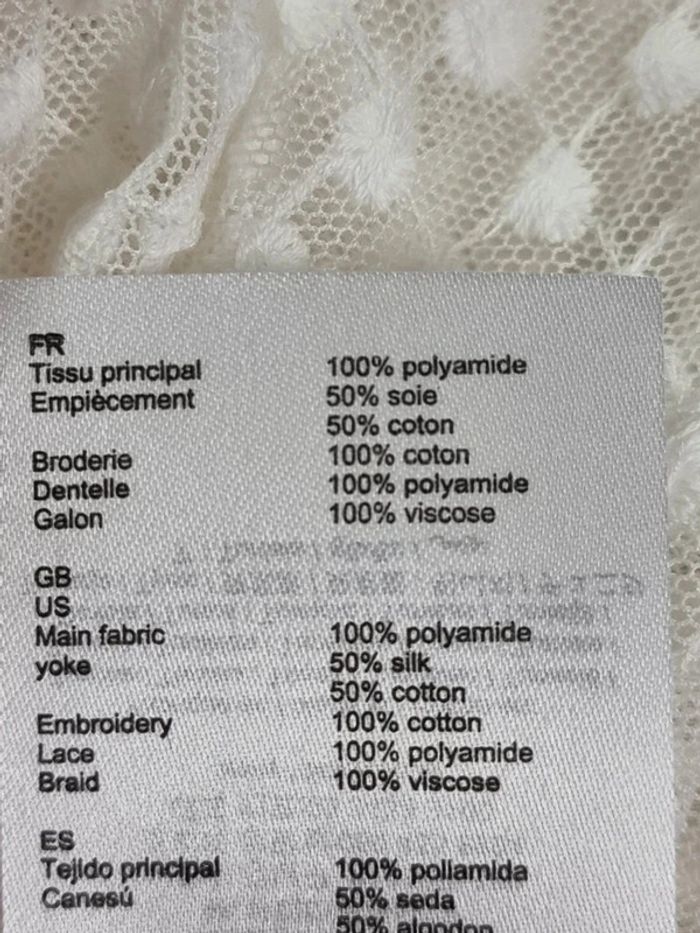 FR
Tissu principal 100% polyamide
Empiècement 50% soie
50% coton
Broderie 100% coton
Dentelle 100% polyamide
Galon 100% viscose
GB
US
Main fabric 100% polyamide
yoke 50% silk
50% cotton
Embroidery 100% cotton
Lace 100% polyamide
Braid 100% viscose
ES
Tejido principal 100% poliamida
Canesú 50% seda
50% algodon